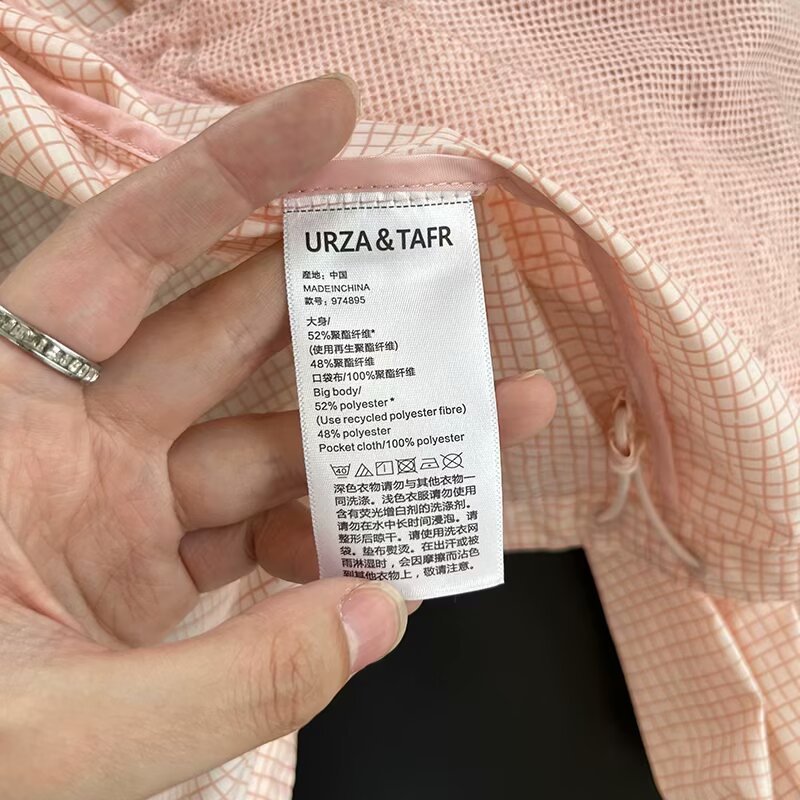 URZA & TAFR
産地：中国
MADEINCHINA
款号：974895
大身/
52%聚酯纤维*
(使用再生聚酯纤维)
48%聚酯纤维
口袋布/100%聚酯纤维
Big body/
52% polyester*
(Use recycled polyester fibre)
48% polyester
Pocket cloth/100% polyester
40
深色衣物请勿与其他衣物一
同洗涤。浅色衣服请勿使用
含有荧光增白剂的洗涤剂。
请勿在水中长时间浸泡。请
整形后晾干。请使用洗衣网
袋。垫布熨烫。在出汗或被
雨淋湿时，会因摩擦而沾色
到其他衣物上，敬请注意。